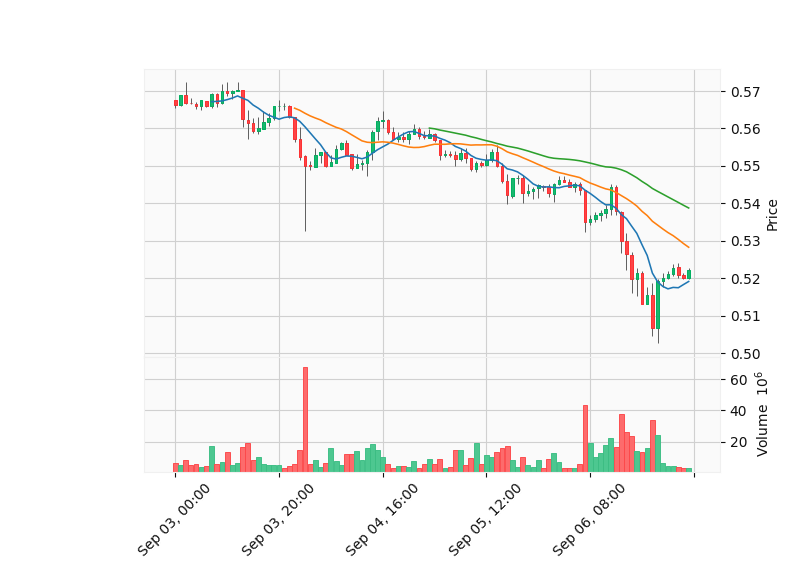 0.57
0.56
0.55
0.54
0.53
0.52
0.51
0.50
Price
60
40
20
Volume 10^6
Sep 03, 00:00
Sep 03, 20:00
Sep 04, 16:00
Sep 05, 12:00
Sep 06, 08:00